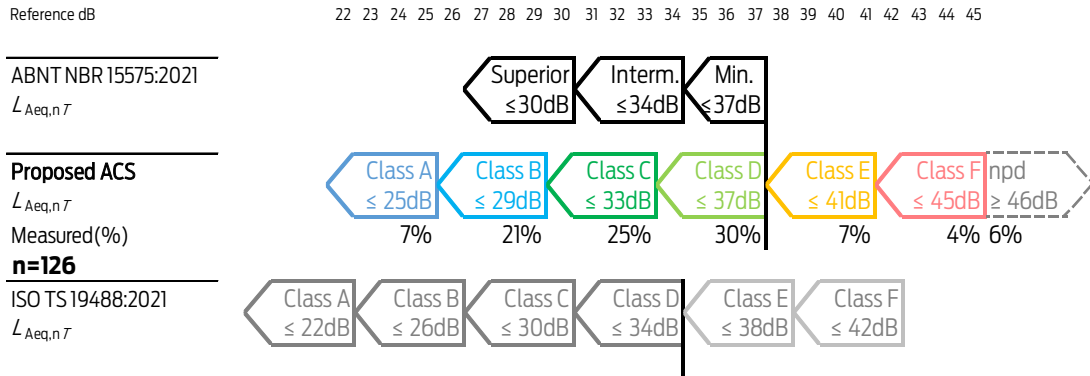 Reference dB 22 23 24 25 26 27 28 29 30 31 32 33 34 35 36 37 38 39 40 41 42 43 44 45
ABNT NBR 15575:2021 Superior Interm. Min.
L Aeq,nT ≤30dB ≤34dB ≤37dB
Proposed ACS Class A Class B Class C Class D Class E Class F npd
L Aeq,nT ≤ 25dB ≤ 29dB ≤ 33dB ≤ 37dB ≤ 41dB ≤ 45dB ≥ 46dB
Measured(%) 7% 21% 25% 30% 7% 4% 6%
n=126
ISO TS 19488:2021 Class A Class B Class C Class D Class E Class F
L Aeq,nT ≤ 22dB ≤ 26dB ≤ 30dB ≤ 34dB ≤ 38dB ≤ 42dB